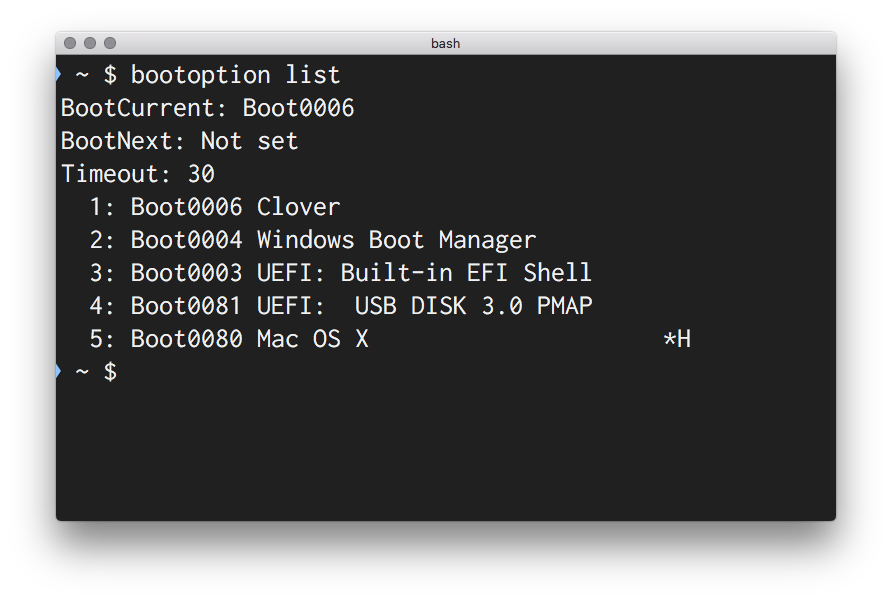 bash
~ $ bootoption list
BootCurrent: Boot0006
BootNext: Not set
Timeout: 30
1: Boot0006 Clover
2: Boot0004 Windows Boot Manager
3: Boot0003 UEFI: Built-in EFI Shell
4: Boot0081 UEFI:  USB DISK 3.0 PMAP
5: Boot0080 Mac OS X                     *H
~ $